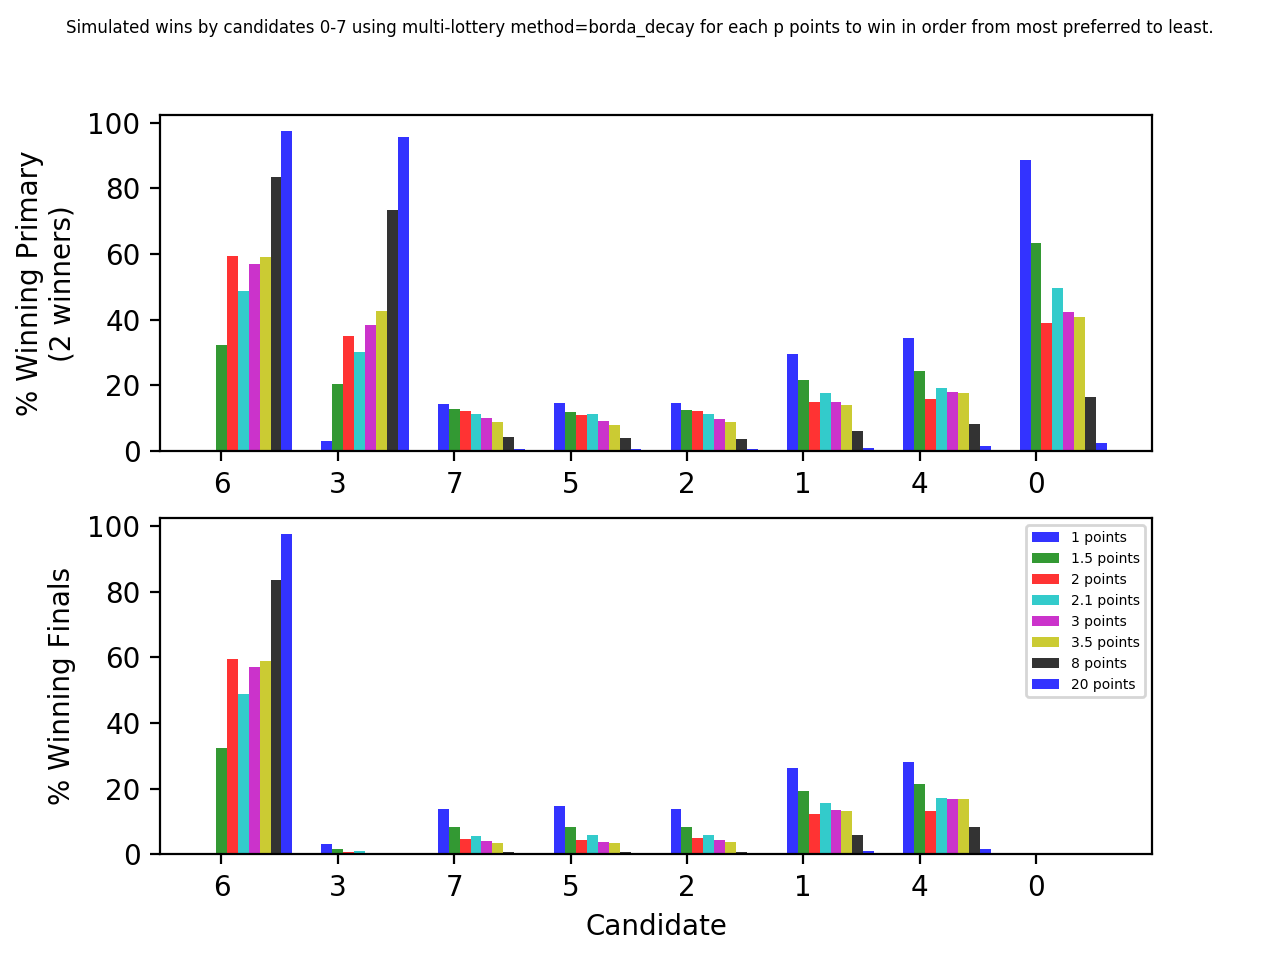 Simulated wins by candidates 0-7 using multi-lottery method=borda_decay for each p points to win in order from most preferred to least.
% Winning Primary
(2 winners)
100
80
60
40
20
0
6 3 7 5 2 1 4 0
% Winning Finals
100
80
60
40
20
0
1 points
1.5 points
2 points
2.1 points
3 points
3.5 points
8 points
20 points
6 3 7 5 2 1 4 0
Candidate